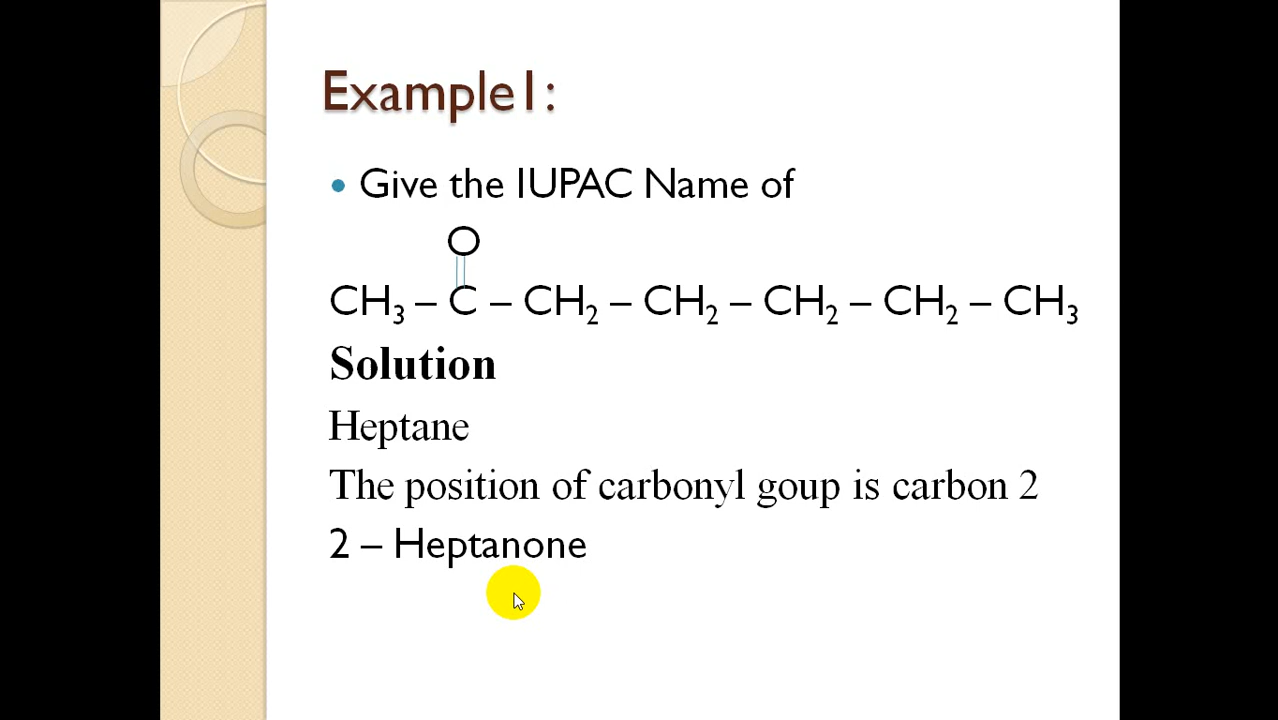 Example1:
• Give the IUPAC Name of
O
CH₃ – C – CH₂ – CH₂ – CH₂ – CH₂ – CH₃
Solution
Heptane
The position of carbonyl goup is carbon 2
2 – Heptanone